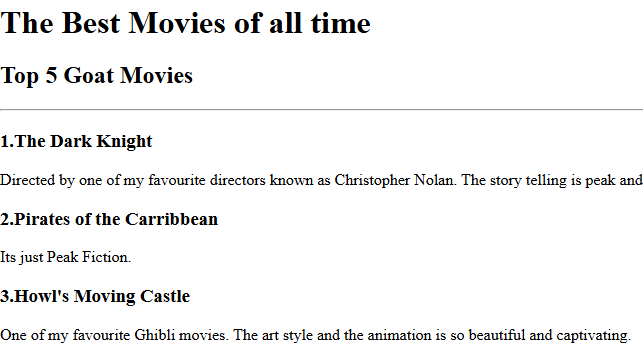 The Best Movies of all time
Top 5 Goat Movies
1.The Dark Knight
Directed by one of my favourite directors known as Christopher Nolan. The story telling is peak and
2.Pirates of the Carribbean
Its just Peak Fiction.
3.Howl's Moving Castle
One of my favourite Ghibli movies. The art style and the animation is so beautiful and captivating.